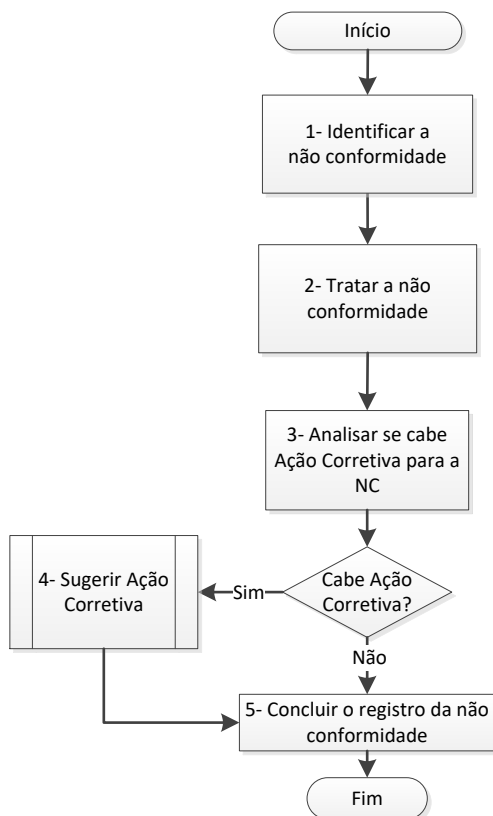 Início
1- Identificar a
não conformidade
2- Tratar a não
conformidade
3- Analisar se cabe
Ação Corretiva para a
NC
4- Sugerir Ação
Corretiva
Sim
Cabe Ação
Corretiva?
Não
5- Concluir o registro da não
conformidade
Fim